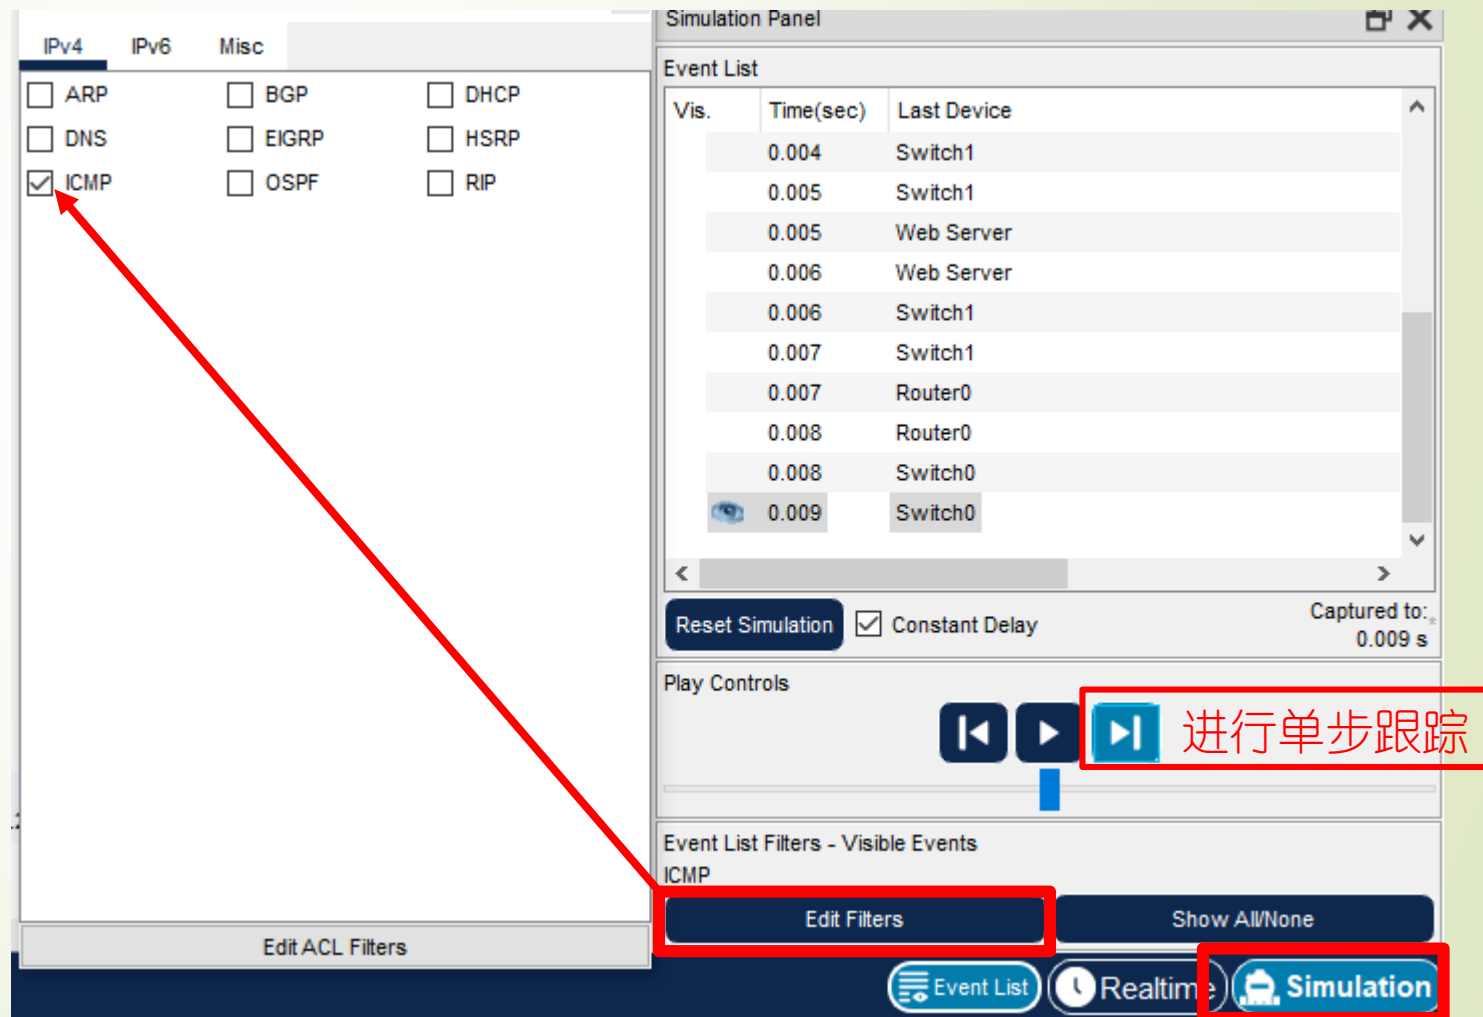 IPv4 IPv6 Misc
ARP BGP DHCP
DNS EIGRP HSRP
ICMP OSPF RIP
Edit ACL Filters
Simulation Panel
Event List
Vis. Time(sec) Last Device
0.004 Switch1
0.005 Switch1
0.005 Web Server
0.006 Web Server
0.006 Switch1
0.007 Switch1
0.007 Router0
0.008 Router0
0.008 Switch0
0.009 Switch0
Reset Simulation Constant Delay Captured to:*
0.009 s
Play Controls
进行单步跟踪
Event List Filters - Visible Events
ICMP
Edit Filters Show All/None
Event List Realtime Simulation